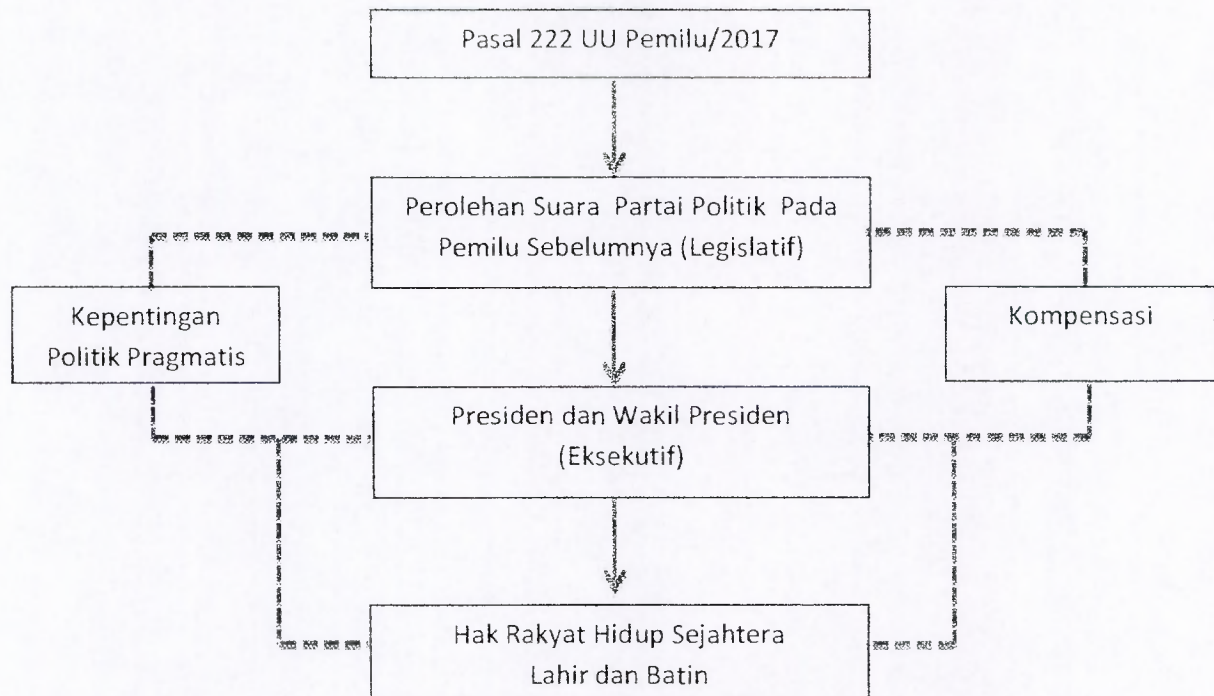 Pasal 222 UU Pemilu/2017
Perolehan Suara Partai Politik Pada
Pemilu Sebelumnya (Legislatif)
Kepentingan
Politik Pragmatis
Kompensasi
Presiden dan Wakil Presiden
(Eksekutif)
Hak Rakyat Hidup Sejahtera
Lahir dan Batin